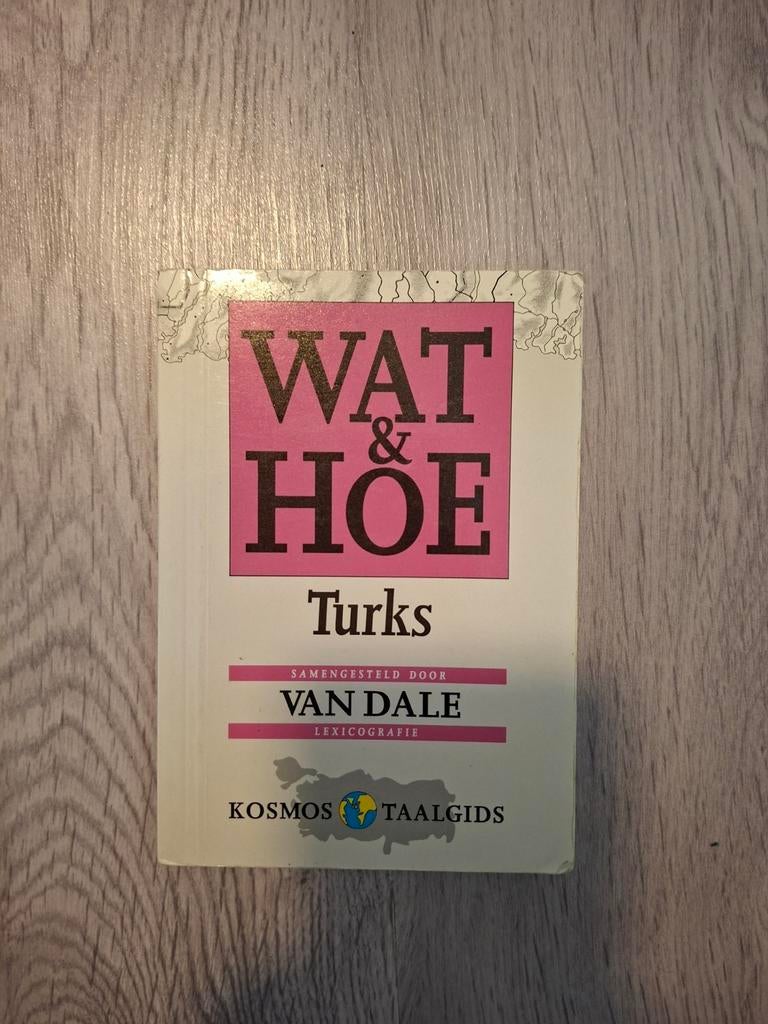 WAT
&
HOE
Turks
SAMENGESTELD DOOR
VAN DALE
LEXICOGRAFIE
KOSMOS TAALGIDS